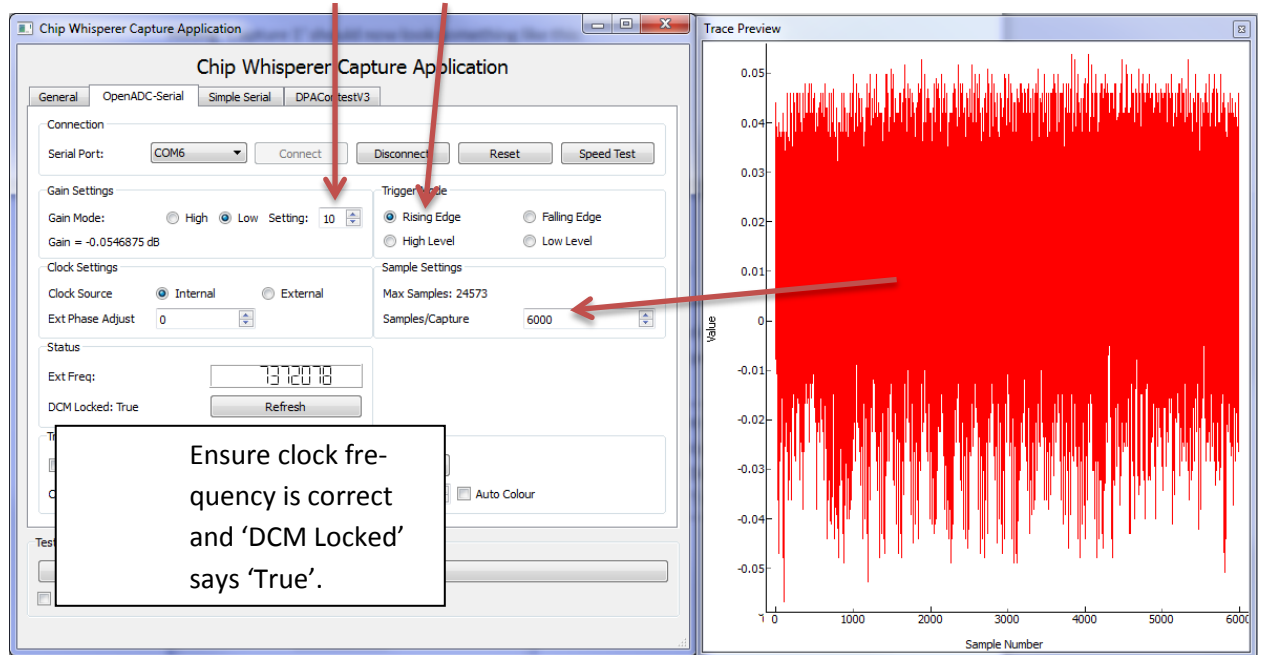 Chip Whisperer Capture Application
Chip Whisperer Capture Application
General OpenADC-Serial Simple Serial DPAContestV3
Connection
Serial Port: COM6 Connect Disconnect Reset Speed Test
Gain Settings
Gain Mode: High Low Setting: 10
Gain = -0.0546875 dB
Trigger Mode
Rising Edge Falling Edge
High Level Low Level
Clock Settings
Clock Source Internal External
Ext Phase Adjust 0
Sample Settings
Max Samples: 24573
Samples/Capture 6000
Status
Ext Freq: 7372078
DCM Locked: True Refresh
Auto Colour
Ensure clock fre-
quency is correct
and ‘DCM Locked’
says ‘True’.
Trace Preview
0.05
0.04
0.03
0.02
0.01
0
-0.01
-0.02
-0.03
-0.04
-0.05
Value
0 1000 2000 3000 4000 5000 6000
Sample Number